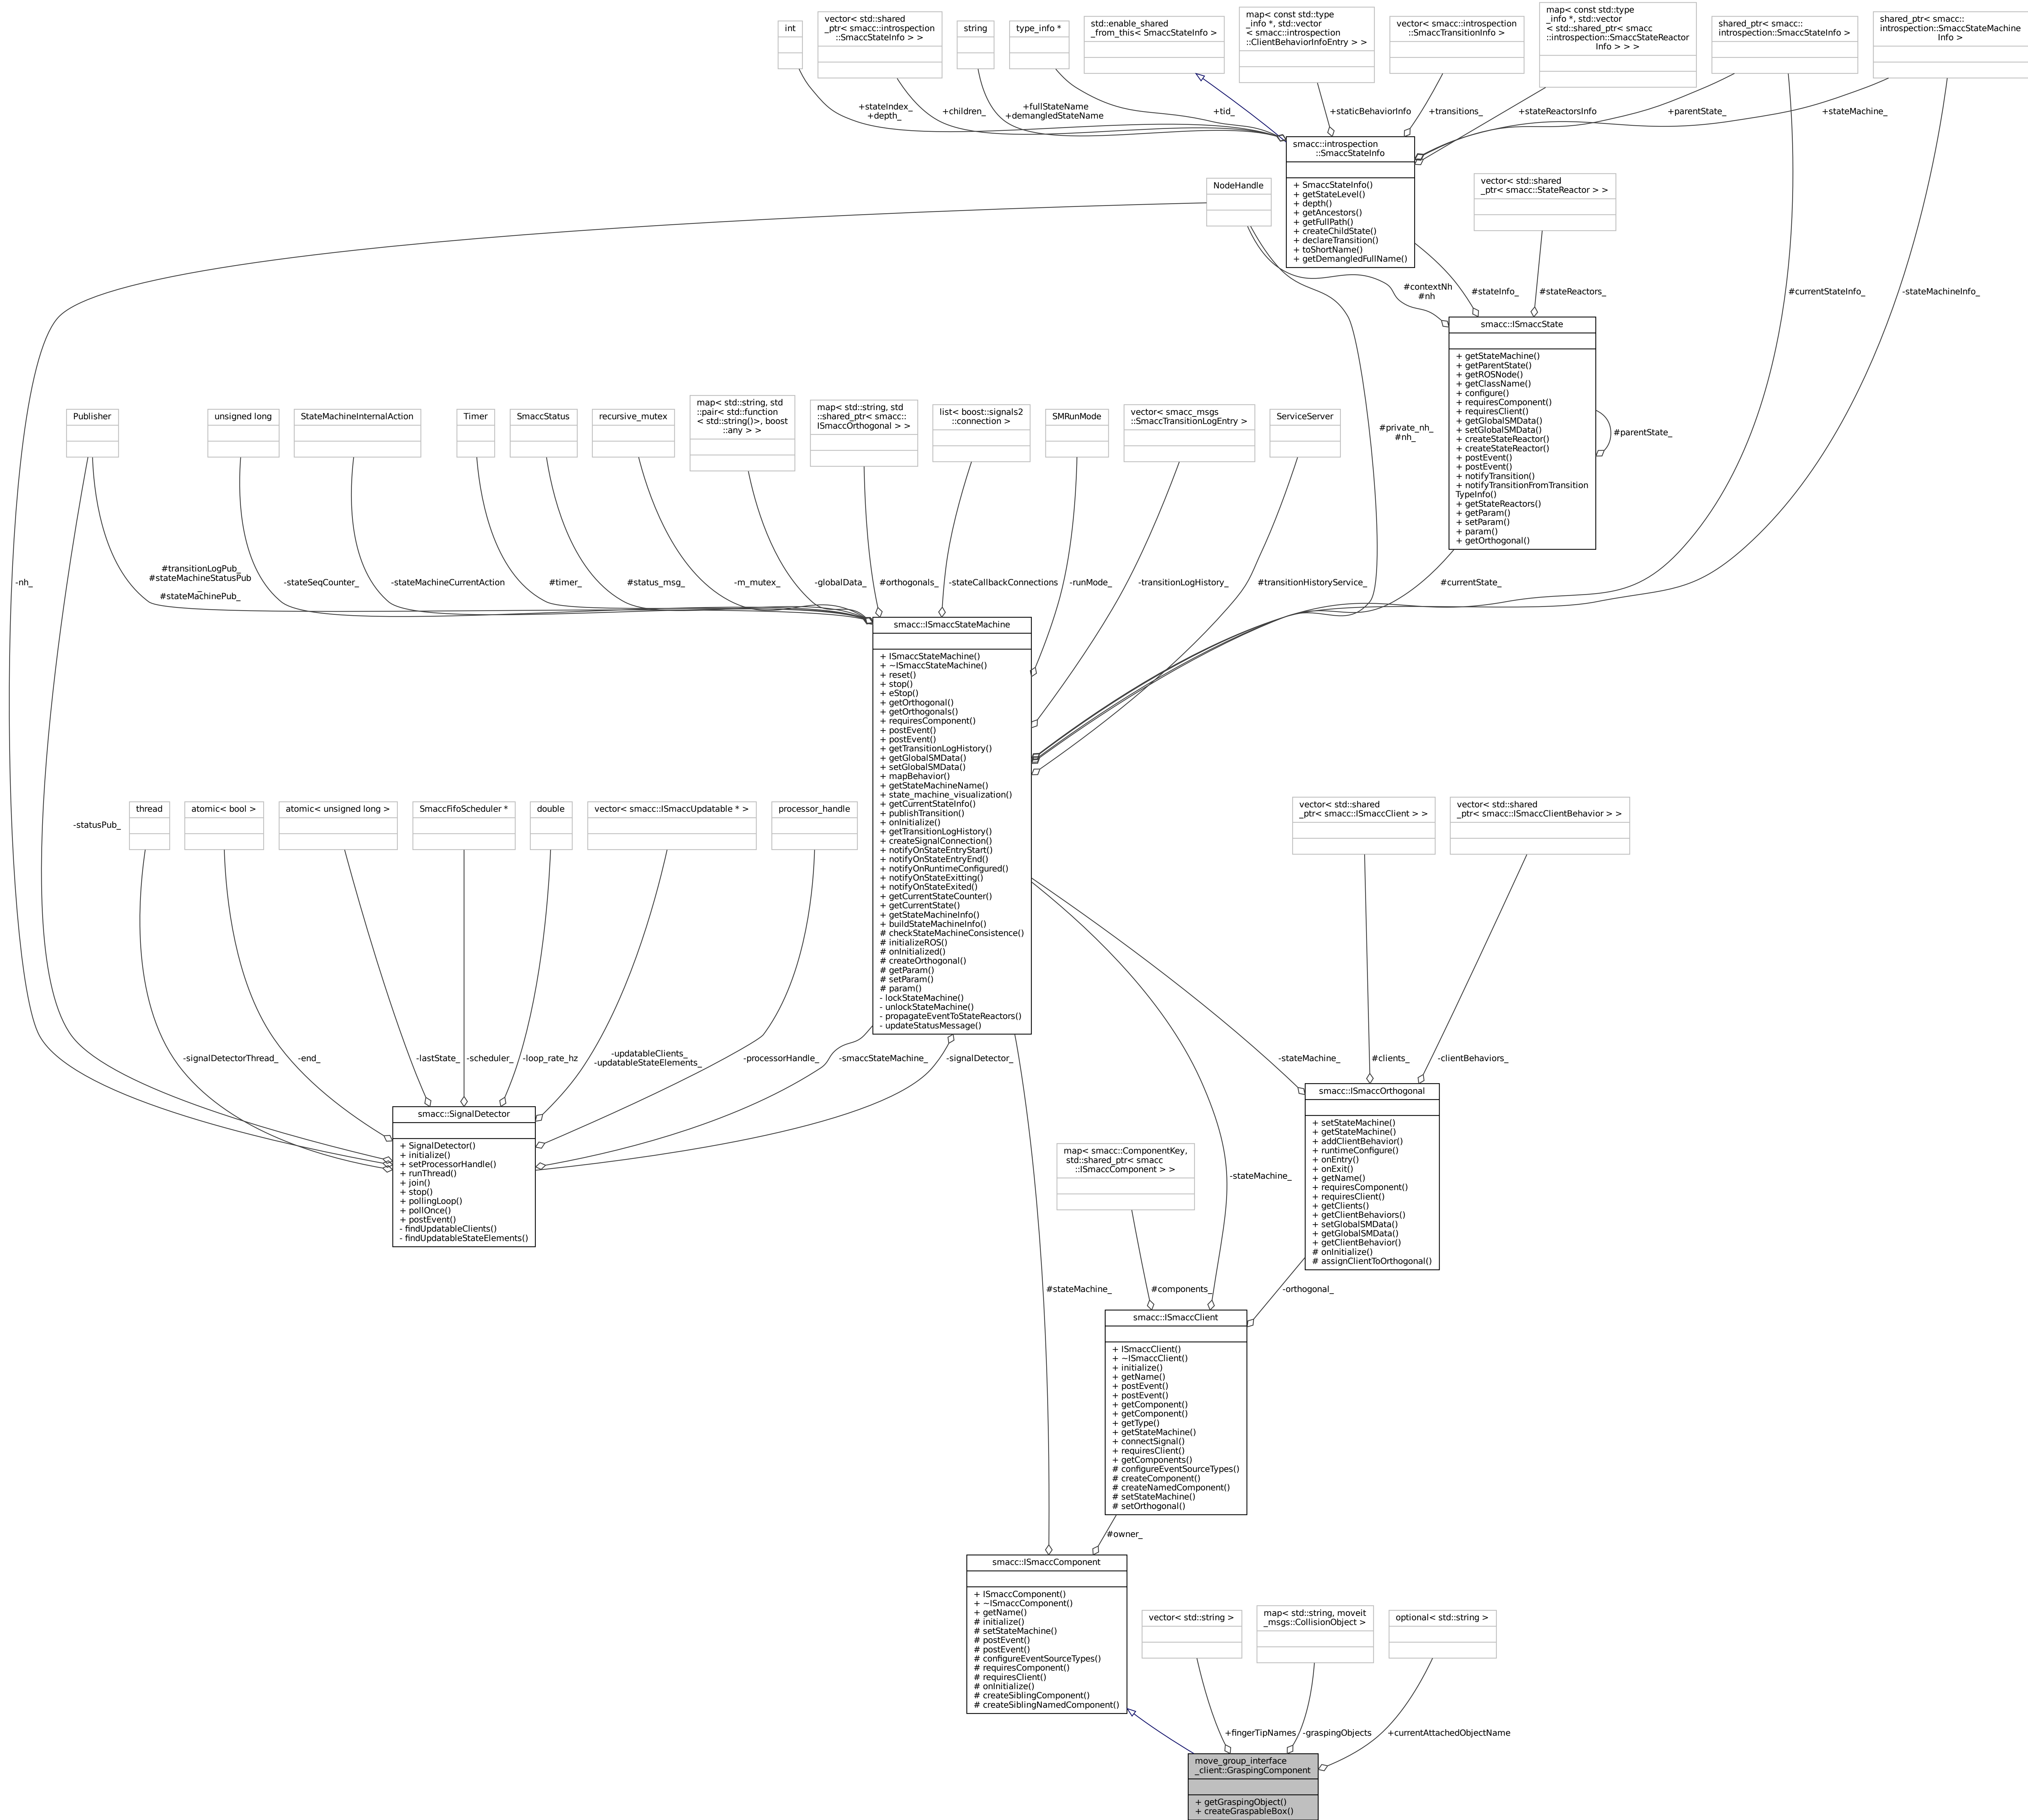 int
vector< std::shared
_ptr< smacc::introspection
::SmaccStateInfo > >
string
type_info *
std::enable_shared
_from_this< SmaccStateInfo >
map< const std::type
_info *, std::vector
< smacc::introspection
::ClientBehaviorInfoEntry > >
vector< smacc::introspection
::SmaccTransitionInfo >
map< const std::type
_info *, std::vector
< std::shared_ptr< smacc
::introspection::SmaccStateReactor
Info > > >
shared_ptr< smacc::
introspection::SmaccStateInfo >
shared_ptr< smacc::
introspection::SmaccStateMachine
Info >
+stateIndex_
+depth_
+children_
+fullStateName
+demangledStateName
+tid_
+staticBehaviorInfo
+transitions_
+stateReactorsInfo
+parentState_
+stateMachine_
smacc::introspection
::SmaccStateInfo
+ SmaccStateInfo()
+ getStateLevel()
+ depth()
+ getAncestors()
+ getFullPath()
+ createChildState()
+ declareTransition()
+ toShortName()
+ getDemangledFullName()
NodeHandle
vector< std::shared
_ptr< smacc::StateReactor > >
#contextNh
#nh
#stateInfo_
#stateReactors_
#currentStateInfo_
-stateMachineInfo_
smacc::ISmaccState
+ getStateMachine()
+ getParentState()
+ getROSNode()
+ getClassName()
+ configure()
+ requiresComponent()
+ requiresClient()
+ getGlobalSMData()
+ setGlobalSMData()
+ createStateReactor()
+ createStateReactor()
+ postEvent()
+ postEvent()
+ notifyTransition()
+ notifyTransitionFromTransition
TypeInfo()
+ getStateReactors()
+ getParam()
+ setParam()
+ param()
+ getOrthogonal()
#parentState_
Publisher
unsigned long
StateMachineInternalAction
Timer
SmaccStatus
recursive_mutex
map< std::string, std
::pair< std::function
< std::string()>, boost
::any > >
map< std::string, std
::shared_ptr< smacc::
ISmaccOrthogonal > >
list< boost::signals2
::connection >
SMRunMode
vector< smacc_msgs
::SmaccTransitionLogEntry >
ServiceServer
#private_nh_
#nh_
-nh_
#transitionLogPub_
#stateMachineStatusPub
_
#stateMachinePub_
-stateSeqCounter_
-stateMachineCurrentAction
#timer_
#status_msg_
-m_mutex_
-globalData_
#orthogonals_
-stateCallbackConnections
-runMode_
-transitionLogHistory_
#transitionHistoryService_
#currentState_
smacc::ISmaccStateMachine
+ ISmaccStateMachine()
+ ~ISmaccStateMachine()
+ reset()
+ stop()
+ eStop()
+ getOrthogonal()
+ getOrthogonals()
+ requiresComponent()
+ postEvent()
+ postEvent()
+ getTransitionLogHistory()
+ getGlobalSMData()
+ setGlobalSMData()
+ mapBehavior()
+ getStateMachineName()
+ state_machine_visualization()
+ getCurrentStateInfo()
+ publishTransition()
+ onInitialize()
+ getTransitionLogHistory()
+ createSignalConnection()
+ notifyOnStateEntryStart()
+ notifyOnStateEntryEnd()
+ notifyOnRuntimeConfigured()
+ notifyOnStateExitting()
+ notifyOnStateExited()
+ getCurrentStateCounter()
+ getCurrentState()
+ getStateMachineInfo()
+ buildStateMachineInfo()
# checkStateMachineConsistence()
# initializeROS()
# onInitialized()
# createOrthogonal()
# getParam()
# setParam()
# param()
- lockStateMachine()
- unlockStateMachine()
- propagateEventToStateReactors()
- updateStatusMessage()
-statusPub_
thread
atomic< bool >
atomic< unsigned long >
SmaccFifoScheduler *
double
vector< smacc::ISmaccUpdatable * >
processor_handle
vector< std::shared
_ptr< smacc::ISmaccClient > >
vector< std::shared
_ptr< smacc::ISmaccClientBehavior > >
-signalDetectorThread_
-end_
-lastState_
-scheduler_
-loop_rate_hz
-updatableClients_
-updatableStateElements_
-processorHandle_
-smaccStateMachine_
-signalDetector_
-stateMachine_
#clients_
-clientBehaviors_
smacc::SignalDetector
+ SignalDetector()
+ initialize()
+ setProcessorHandle()
+ runThread()
+ join()
+ stop()
+ pollingLoop()
+ pollOnce()
+ postEvent()
- findUpdatableClients()
- findUpdatableStateElements()
smacc::ISmaccOrthogonal
+ setStateMachine()
+ getStateMachine()
+ addClientBehavior()
+ runtimeConfigure()
+ onEntry()
+ onExit()
+ getName()
+ requiresComponent()
+ requiresClient()
+ getClients()
+ getClientBehaviors()
+ setGlobalSMData()
+ getGlobalSMData()
+ getClientBehavior()
# onInitialize()
# assignClientToOrthogonal()
map< smacc::ComponentKey,
std::shared_ptr< smacc
::ISmaccComponent > >
-stateMachine_
#stateMachine_
#components_
-orthogonal_
smacc::ISmaccClient
+ ISmaccClient()
+ ~ISmaccClient()
+ initialize()
+ getName()
+ postEvent()
+ postEvent()
+ getComponent()
+ getComponent()
+ getType()
+ getStateMachine()
+ connectSignal()
+ requiresClient()
+ getComponents()
# configureEventSourceTypes()
# createComponent()
# createNamedComponent()
# setStateMachine()
# setOrthogonal()
#owner_
smacc::ISmaccComponent
+ ISmaccComponent()
+ ~ISmaccComponent()
+ getName()
# initialize()
# setStateMachine()
# postEvent()
# postEvent()
# configureEventSourceTypes()
# requiresComponent()
# requiresClient()
# onInitialize()
# createSiblingComponent()
# createSiblingNamedComponent()
vector< std::string >
map< std::string, moveit
_msgs::CollisionObject >
optional< std::string >
+fingerTipNames
-graspingObjects
+currentAttachedObjectName
move_group_interface
_client::GraspingComponent
+ getGraspingObject()
+ createGraspableBox()